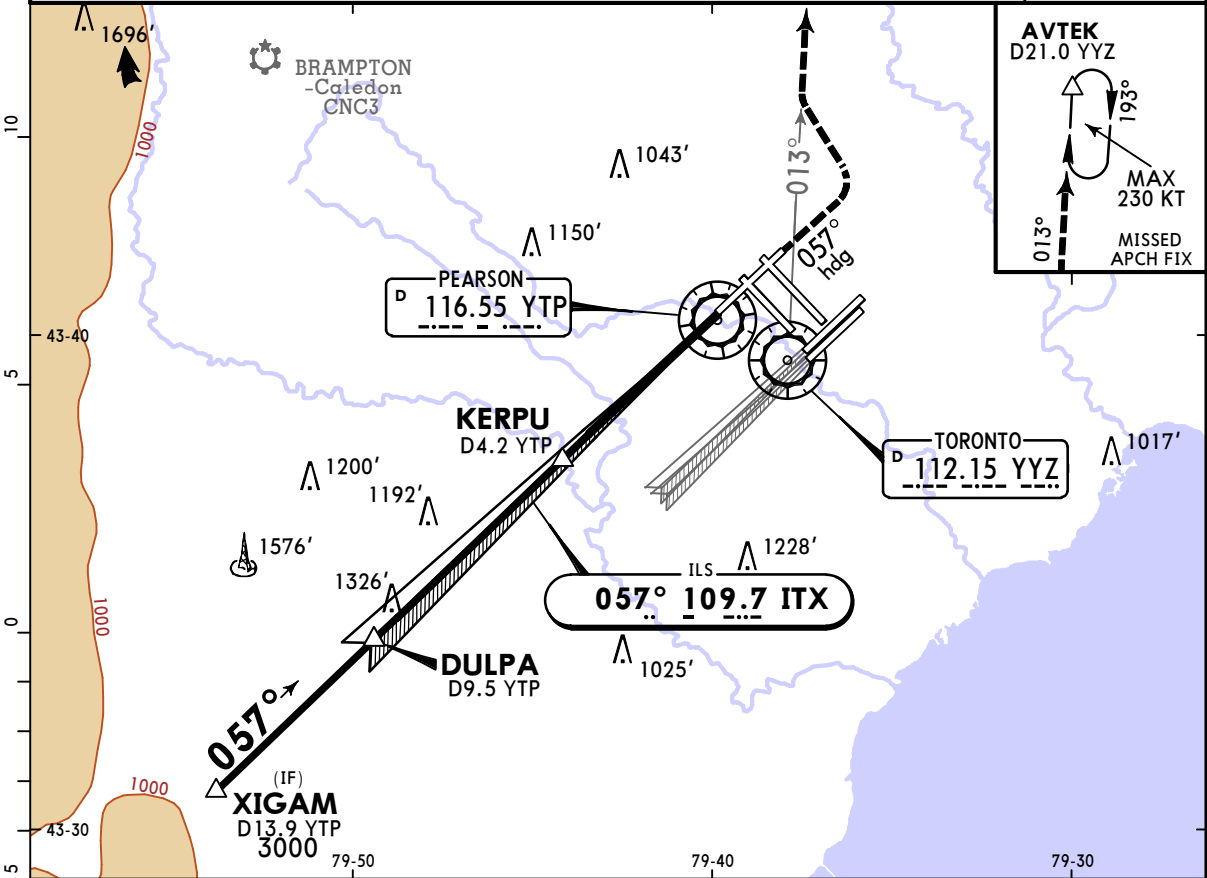 1696'
BRAMPTON
-Caledon
CNC3
1000
10
1043'
1150'
013°
057°
hdg
AVTEK
D21.0 YYZ
193°
MAX
230 KT
013°
MISSED
APCH FIX
PEARSON
D 116.55 YTP
43-40
5
KERPU
D4.2 YTP
TORONTO
D 112.15 YYZ
1017'
1200'
1192'
1576'
1228'
1326'
ILS
057° 109.7 ITX
1000
0
DULPA
D9.5 YTP
1025'
057°
(IF)
XIGAM
D13.9 YTP
3000
1000
43-30
5
79-50
79-40
79-30